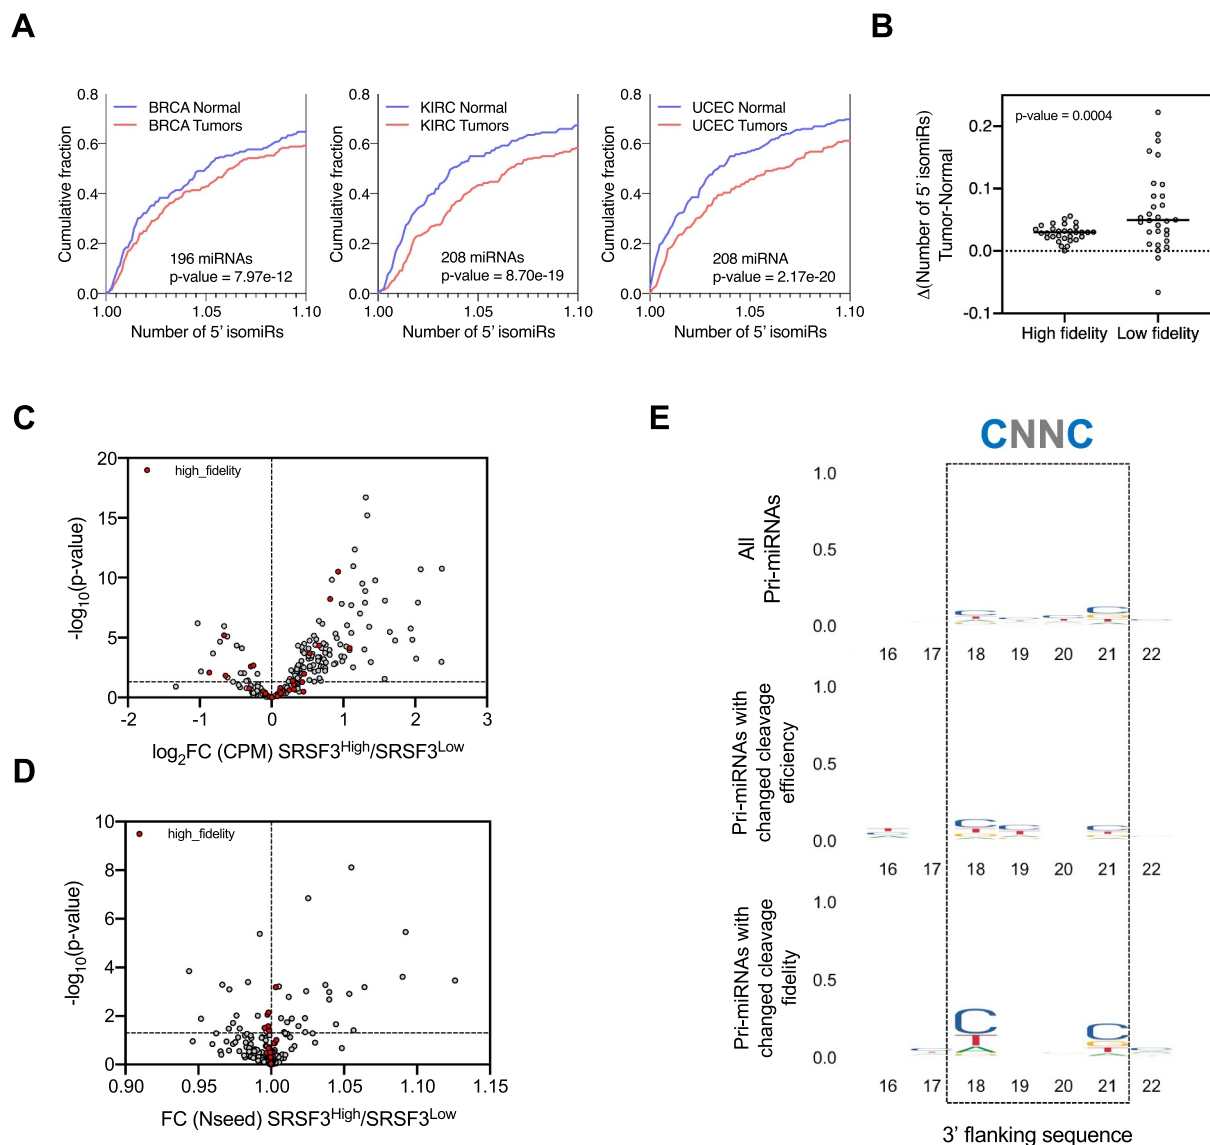 A
B
0.8
0.6
0.4
0.2
0.0
Cumulative fraction
BRCA Normal
BRCA Tumors
196 miRNAs
p-value = 7.97e-12
1.00
1.05
1.10
Number of 5' isomiRs
0.8
0.6
0.4
0.2
0.0
Cumulative fraction
KIRC Normal
KIRC Tumors
208 miRNAs
p-value = 8.70e-19
1.00
1.05
1.10
Number of 5' isomiRs
0.8
0.6
0.4
0.2
0.0
Cumulative fraction
UCEC Normal
UCEC Tumors
208 miRNA
p-value = 2.17e-20
1.00
1.05
1.10
Number of 5' isomiRs
Δ(Number of 5' isomiRs)
Tumor-Normal
0.2
0.1
0.0
-0.1
p-value = 0.0004
High fidelity
Low fidelity
C
20
15
10
5
0
-log10(p-value)
high_fidelity
-2
-1
0
1
2
3
log2FC (CPM) SRSF3High/SRSF3Low
D
10
8
6
4
2
0
-log10(p-value)
high_fidelity
0.90
0.95
1.00
1.05
1.10
1.15
FC (Nseed) SRSF3High/SRSF3Low
E
CNNC
All
Pri-miRNAs
1.0
0.5
0.0
16
17
18
19
20
21
22
Pri-miRNAs with
changed cleavage
efficiency
1.0
0.5
0.0
16
17
18
19
20
21
22
Pri-miRNAs with
changed cleavage
fidelity
1.0
0.5
0.0
16
17
18
19
20
21
22
3' flanking sequence